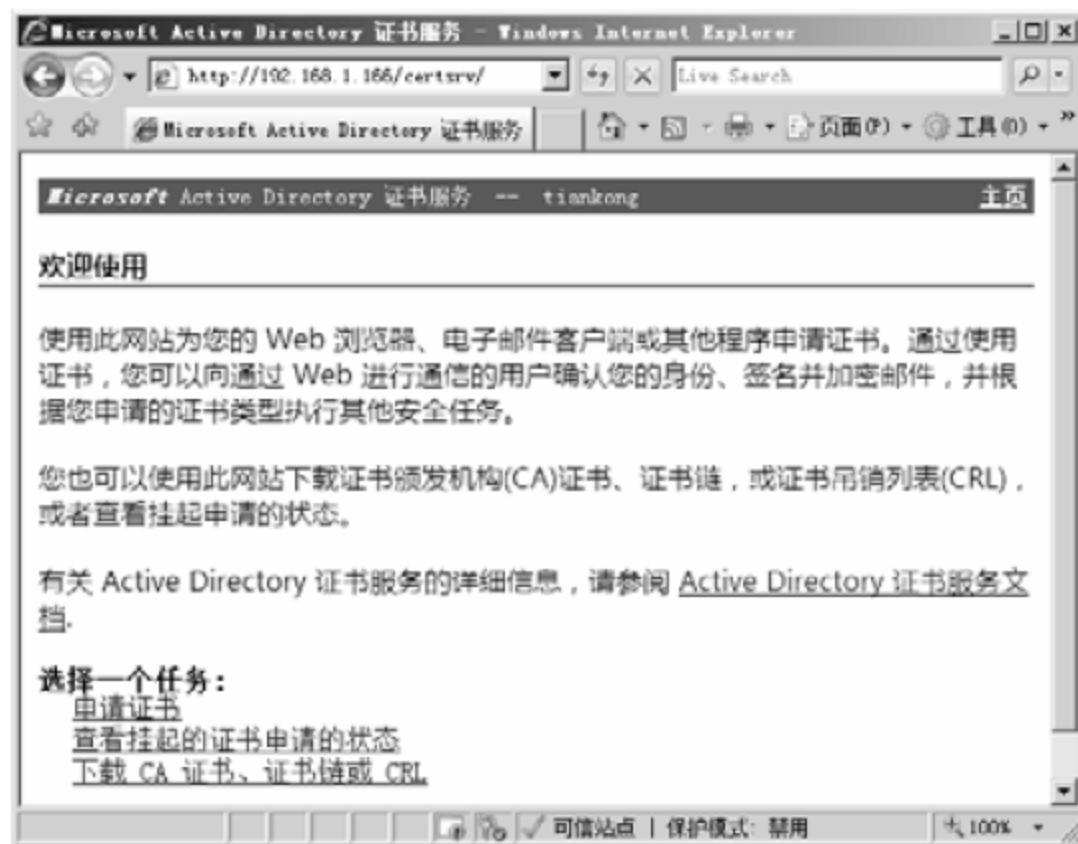 Microsoft Active Directory 证书服务 - Windows Internet Explorer
http://192.168.1.166/certsrv/
Live Search
Microsoft Active Directory 证书服务
页面(P)
工具(O)
Microsoft Active Directory 证书服务 -- tiankong
主页
欢迎使用
使用此网站为您的 Web 浏览器、电子邮件客户端或其他程序申请证书。通过使用
证书，您可以向通过 Web 进行通信的用户确认您的身份、签名并加密邮件，并根
据您申请的证书类型执行其他安全任务。
您也可以使用此网站下载证书颁发机构(CA)证书、证书链，或证书吊销列表(CRL)，
或者查看挂起申请的状态。
有关 Active Directory 证书服务的详细信息，请参阅 Active Directory 证书服务文
档.
选择一个任务：
申请证书
查看挂起的证书申请的状态
下载 CA 证书、证书链或 CRL
可信站点 | 保护模式: 禁用
100%